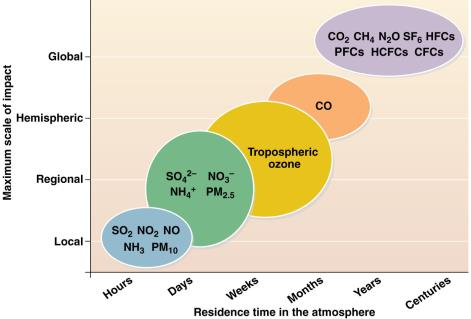 Maximum scale of impact
Global
Hemispheric
Regional
Local
CO₂ CH₄ N₂O SF₆ HFCs
PFCs HCFCs CFCs
CO
Tropospheric
ozone
SO₄²⁻ NO₃⁻
NH₄⁺ PM₂.₅
SO₂ NO₂ NO
NH₃ PM₁₀
Hours
Days
Weeks
Months
Years
Centuries
Residence time in the atmosphere